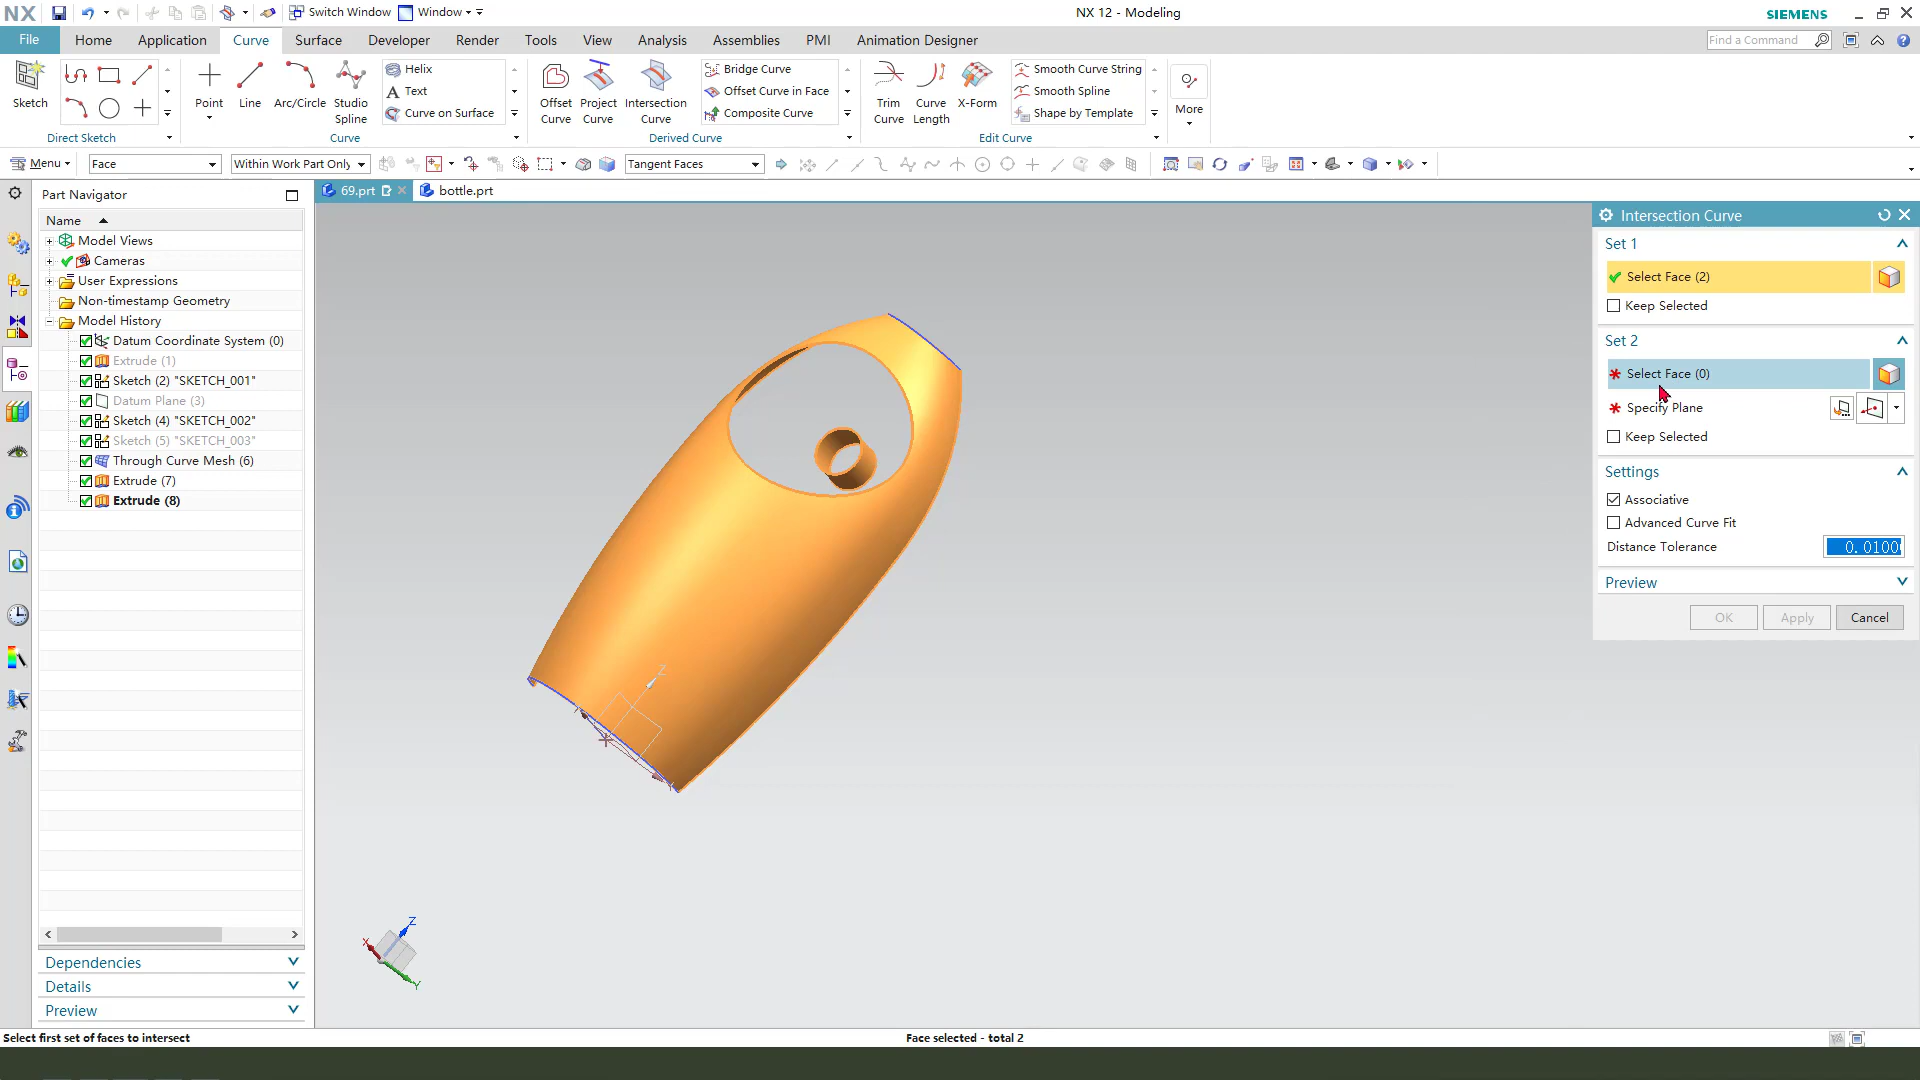 NX
Switch Window
Window
NX 12 - Modeling
SIEMENS
File
Home
Application
Curve
Surface
Developer
Render
Tools
View
Analysis
Assemblies
PMI
Animation Designer
Find a Command
Sketch
Direct Sketch
Point
Line
Arc/Circle
Studio Spline
Helix
Text
Curve on Surface
Curve
Offset Curve
Project Curve
Intersection Curve
Bridge Curve
Offset Curve in Face
Composite Curve
Derived Curve
Trim Curve
Curve Length
X-Form
Smooth Curve String
Smooth Spline
Shape by Template
Edit Curve
More
Menu
Face
Within Work Part Only
Tangent Faces
Part Navigator
69.prt
bottle.prt
Name
Model Views
Cameras
User Expressions
Non-timestamp Geometry
Model History
Datum Coordinate System (0)
Extrude (1)
Sketch (2) "SKETCH_001"
Datum Plane (3)
Sketch (4) "SKETCH_002"
Sketch (5) "SKETCH_003"
Through Curve Mesh (6)
Extrude (7)
Extrude (8)
Dependencies
Details
Preview
Z
Z
X
Y
Intersection Curve
Set 1
Select Face (2)
Keep Selected
Set 2
Select Face (0)
Specify Plane
Keep Selected
Settings
Associative
Advanced Curve Fit
Distance Tolerance
0.0100
Preview
OK
Apply
Cancel
Select first set of faces to intersect
Face selected - total 2